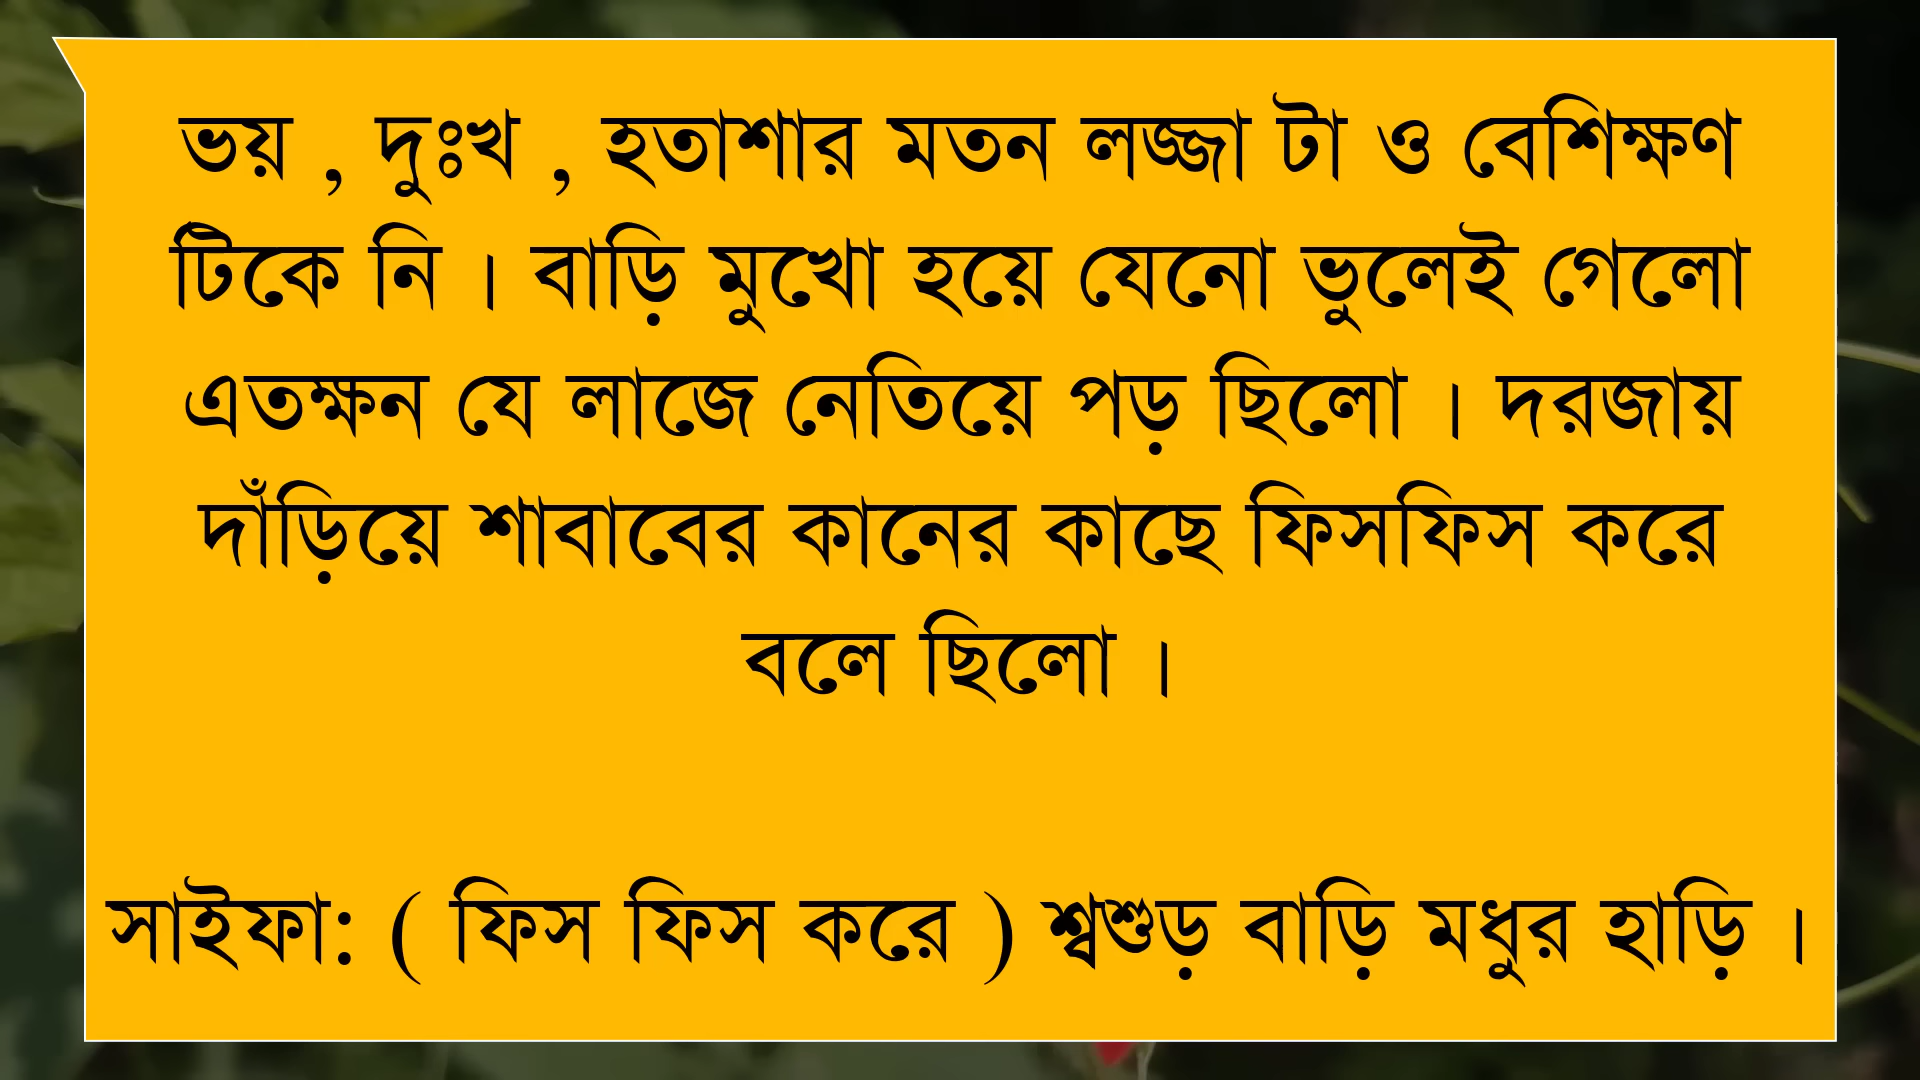 ভয় , দুঃখ , হতাশার মতন লজ্জা টা ও বেশিক্ষণ
টিকে নি । বাড়ি মুখো হয়ে যেনো ভুলেই গেলো
এতক্ষন যে লাজে নেতিয়ে পড় ছিলো । দরজায়
দাঁড়িয়ে শাবাবের কানের কাছে ফিসফিস করে
বলে ছিলো ।
সাইফা: ( ফিস ফিস করে ) শ্বশুড় বাড়ি মধুর হাড়ি ।